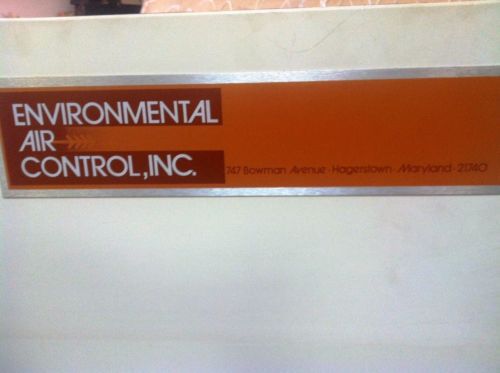 ENVIRONMENTAL
AIR
CONTROL, INC.
747 Bowman Avenue · Hagerstown · Maryland · 21740